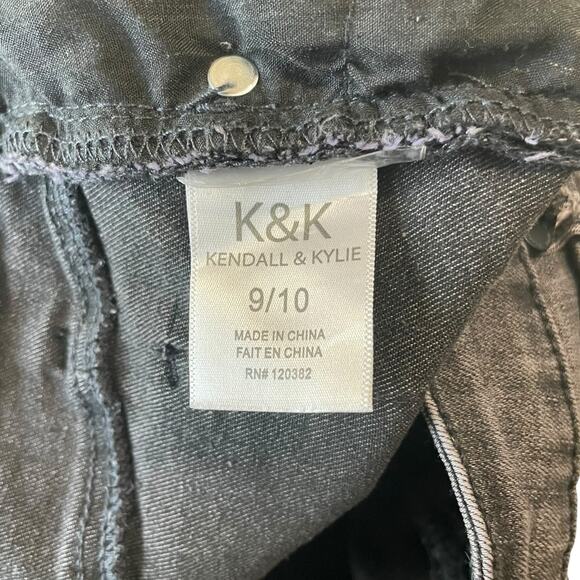 K&K
KENDALL & KYLIE
9/10
MADE IN CHINA
FAIT EN CHINA
RN# 120382